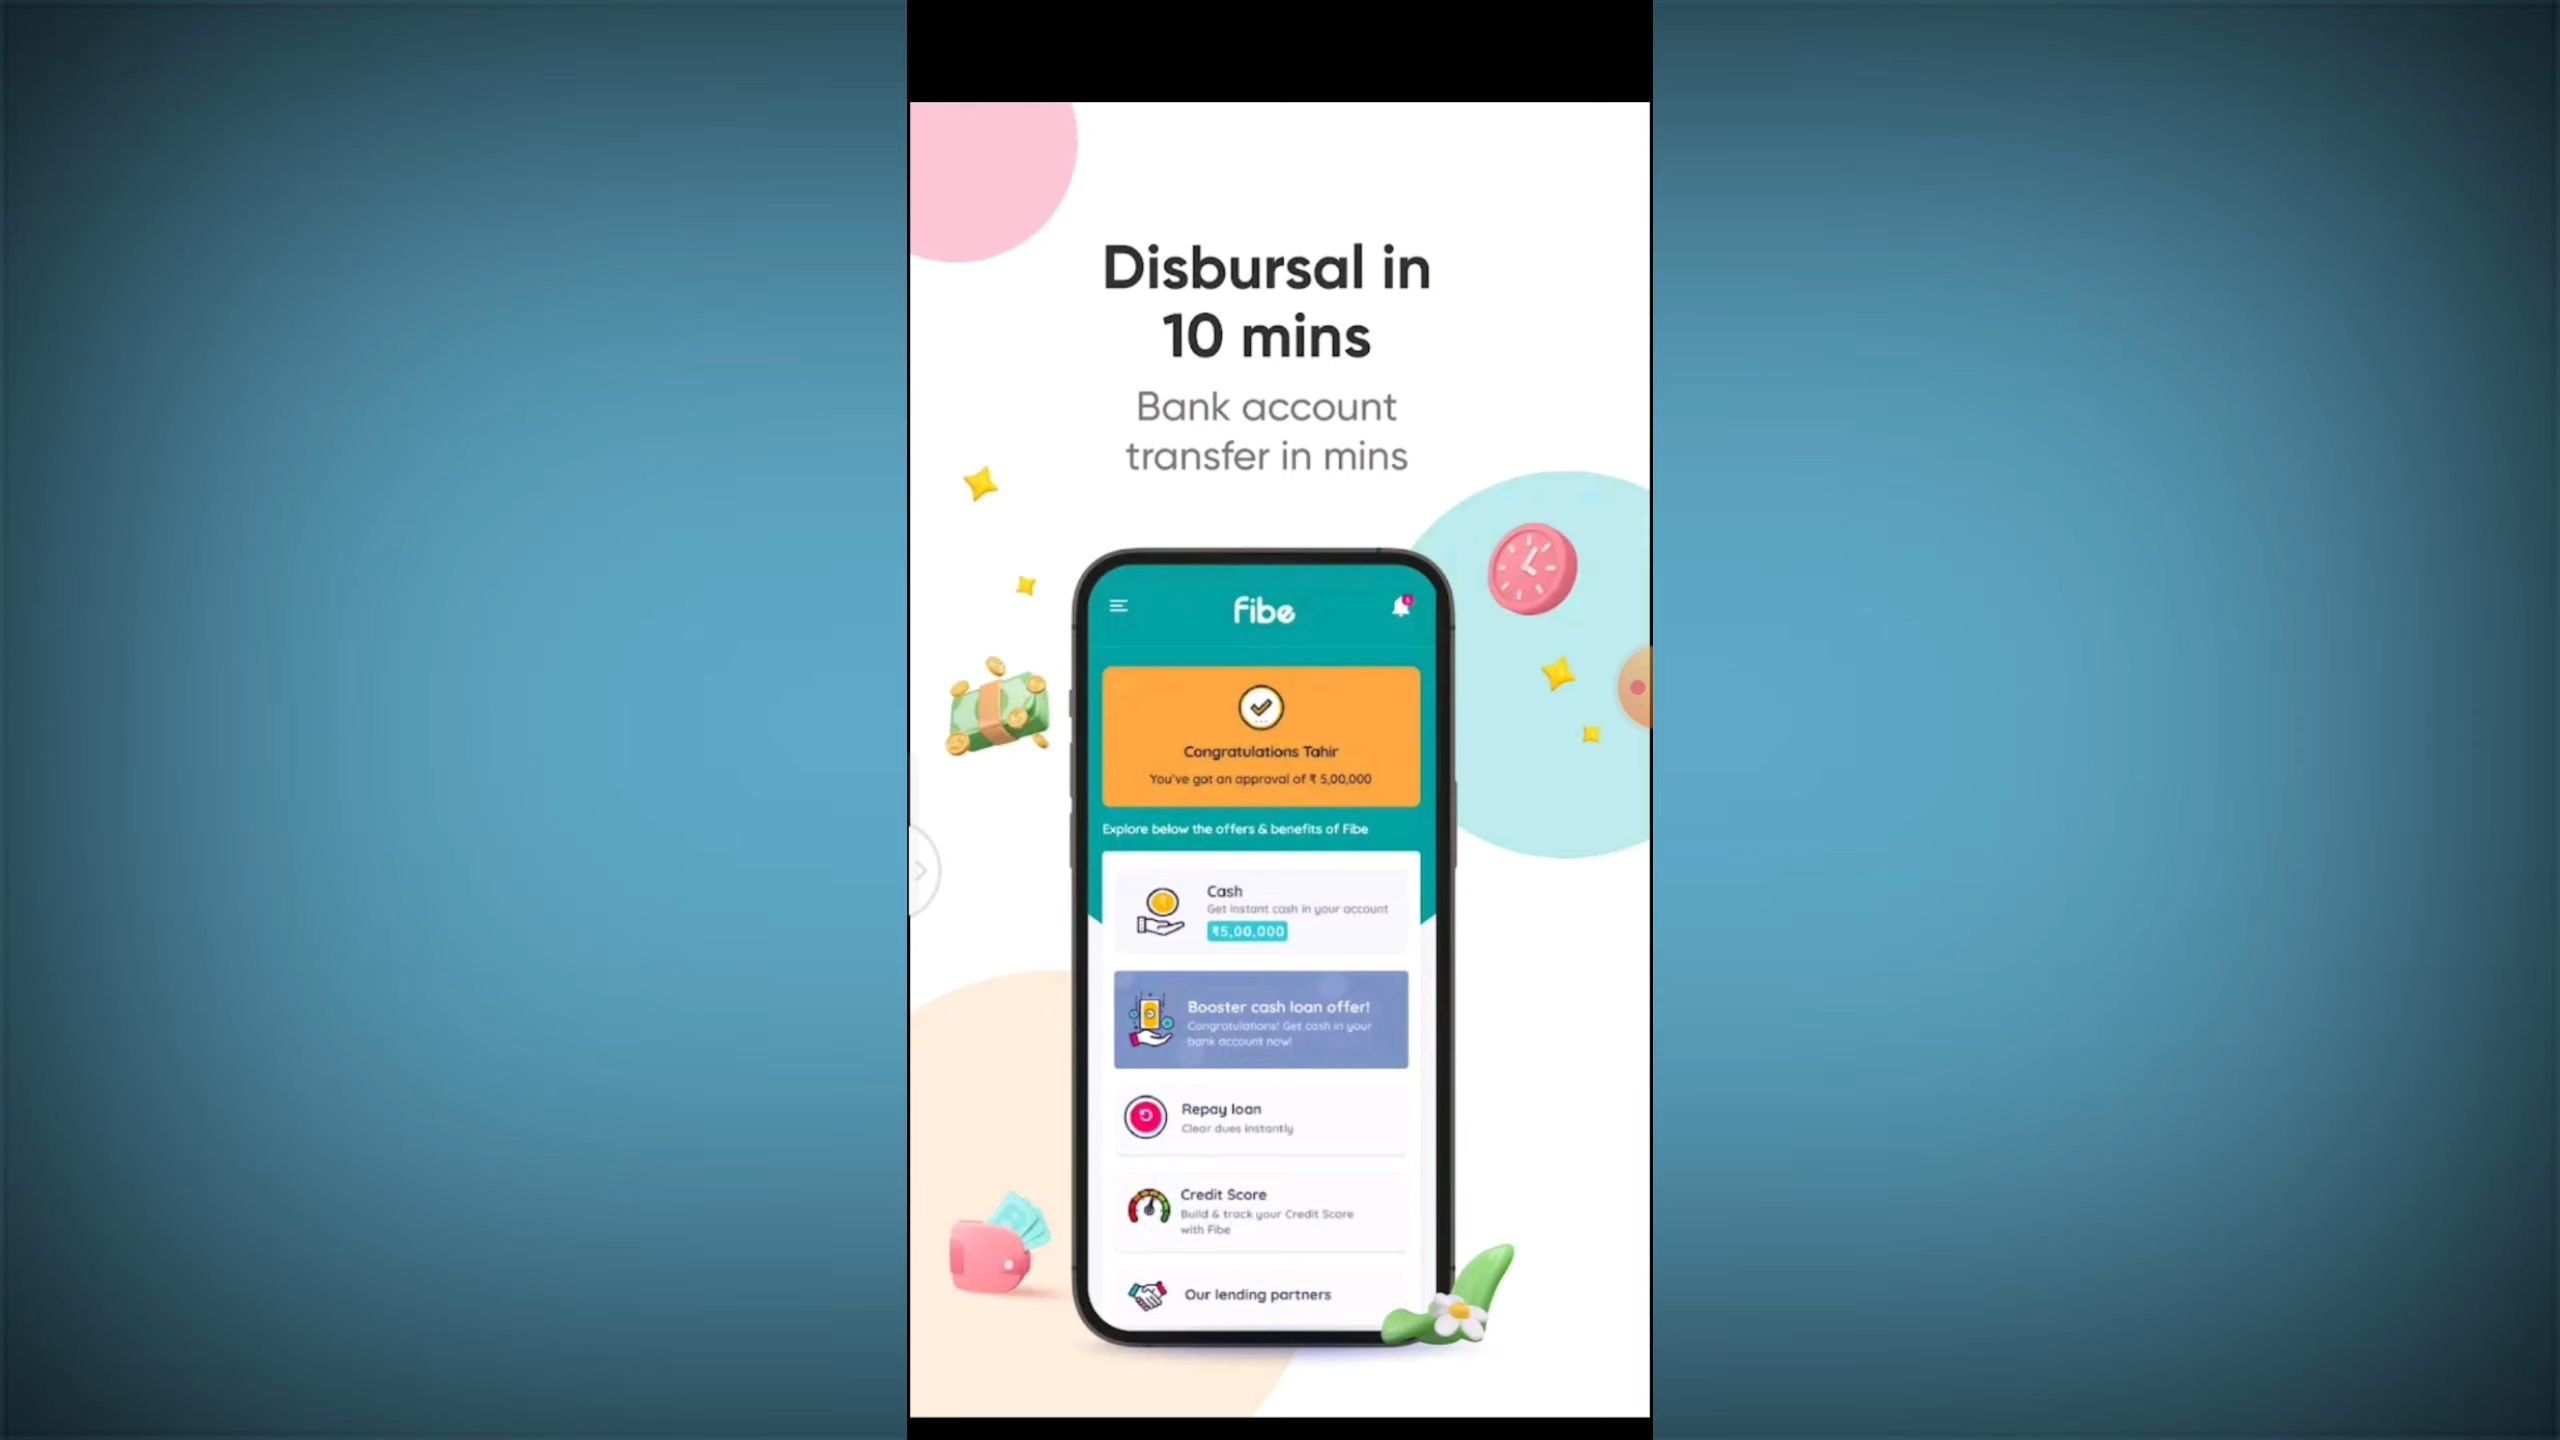 Disbursal in
10 mins
Bank account
transfer in mins
fibe
Congratulations Tahir
You've got an approval of ₹ 5,00,000
Explore below the offers & benefits of Fibe
Cash
Get instant cash in your account
₹5,00,000
Booster cash loan offer!
Congratulations! Get cash in your
bank account now!
Repay loan
Clear dues instantly
Credit Score
Build & track your Credit Score
with Fibe
Our lending partners